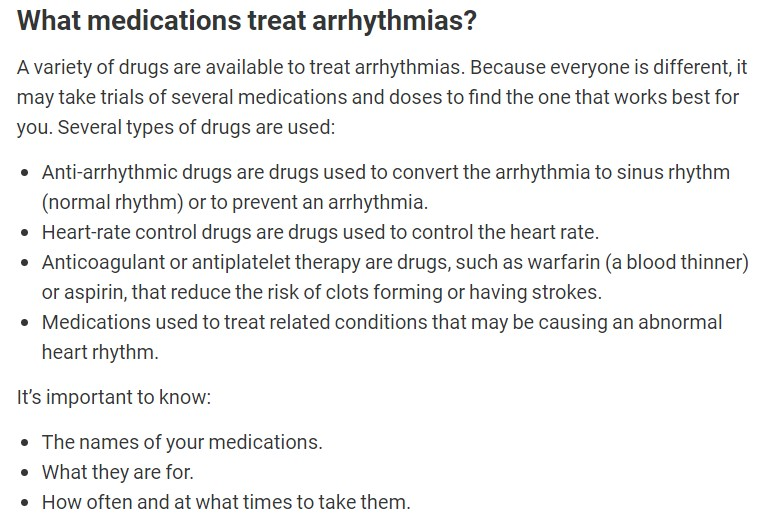 What medications treat arrhythmias?
A variety of drugs are available to treat arrhythmias. Because everyone is different, it
may take trials of several medications and doses to find the one that works best for
you. Several types of drugs are used:
• Anti-arrhythmic drugs are drugs used to convert the arrhythmia to sinus rhythm
(normal rhythm) or to prevent an arrhythmia.
• Heart-rate control drugs are drugs used to control the heart rate.
• Anticoagulant or antiplatelet therapy are drugs, such as warfarin (a blood thinner)
or aspirin, that reduce the risk of clots forming or having strokes.
• Medications used to treat related conditions that may be causing an abnormal
heart rhythm.
It’s important to know:
• The names of your medications.
• What they are for.
• How often and at what times to take them.